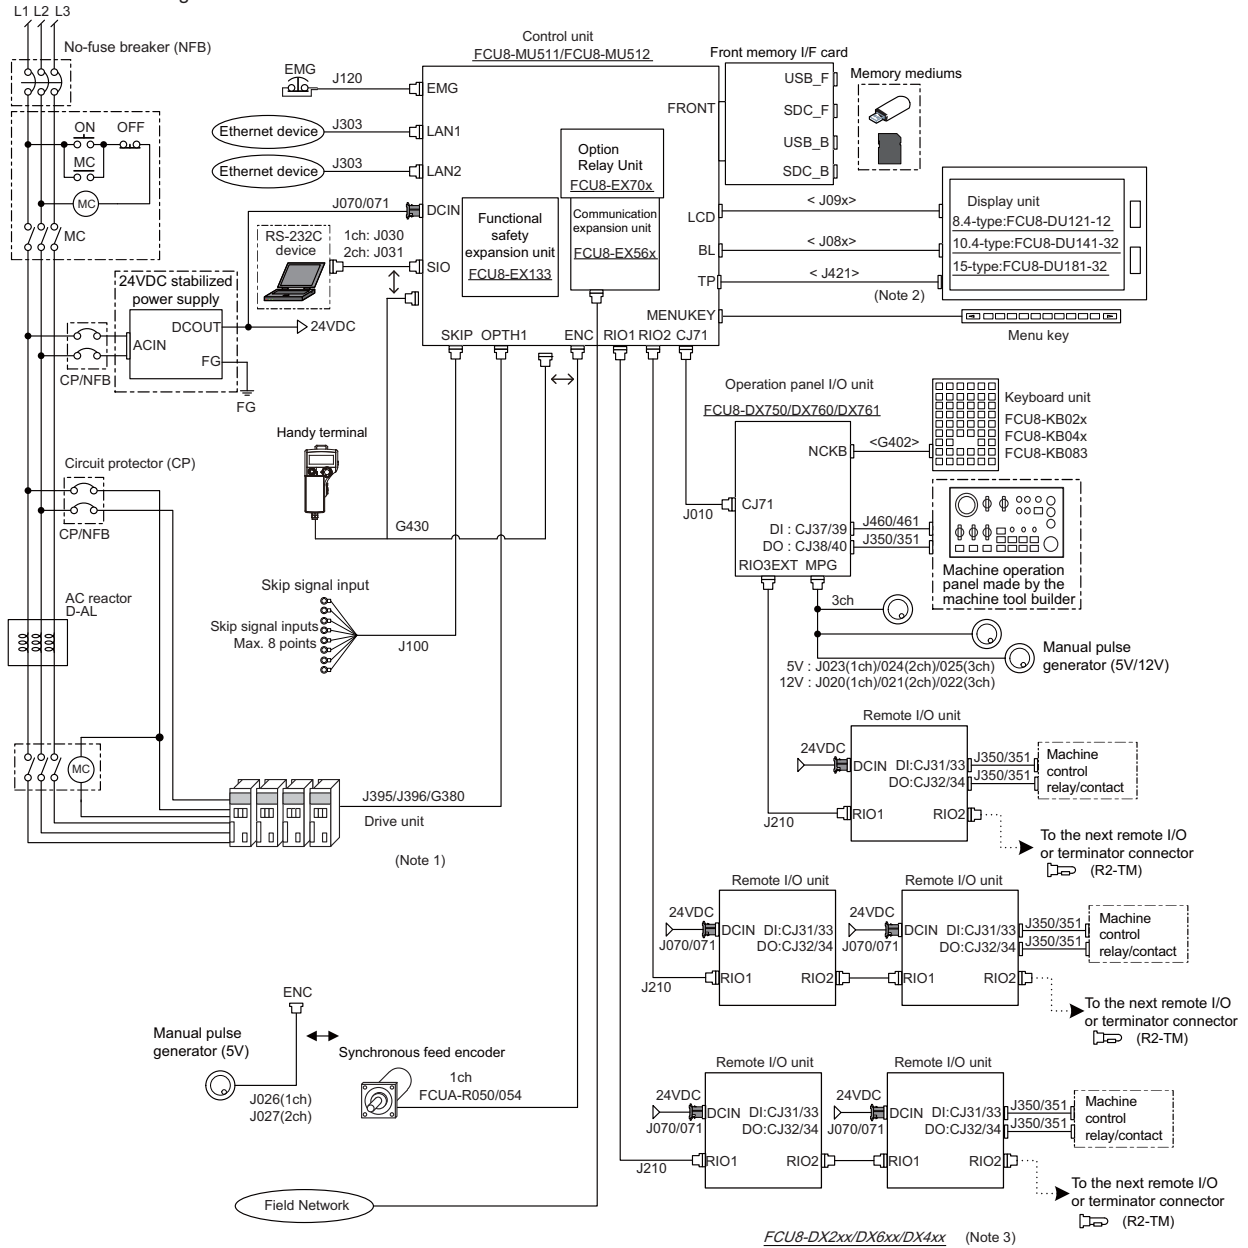 L1 L2 L3
No-fuse breaker (NFB)
ON OFF
MC
MC
MC
24VDC stabilized
power supply
DCOUT
24VDC
ACIN
FG
FG
CP/NFB
Circuit protector (CP)
CP/NFB
AC reactor
D-AL
MC
Control unit
FCU8-MU511/FCU8-MU512
EMG
J120
EMG
Ethernet device
J303
LAN1
Ethernet device
J303
LAN2
J070/071
DCIN
RS-232C
device
1ch: J030
2ch: J031
SIO
Functional
safety
expansion unit
FCU8-EX133
Option
Relay Unit
FCU8-EX70x
Communication
expansion unit
FCU8-EX56x
FRONT
LCD
BL
TP
MENUKEY
SKIP OPTH1 ENC RIO1 RIO2 CJ71
Front memory I/F card
USB_F
SDC_F
USB_B
SDC_B
Memory mediums
< J09x>
< J08x>
< J421>
(Note 2)
Display unit
8.4-type:FCU8-DU121-12
10.4-type:FCU8-DU141-32
15-type:FCU8-DU181-32
Menu key
Operation panel I/O unit
FCU8-DX750/DX760/DX761
NCKB
<G402>
Keyboard unit
FCU8-KB02x
FCU8-KB04x
FCU8-KB083
J010
CJ71
DI : CJ37/39
J460/461
DO : CJ38/40
J350/351
RIO3EXT MPG
Machine operation
panel made by the
machine tool builder
3ch
Manual pulse
generator (5V/12V)
5V : J023(1ch)/024(2ch)/025(3ch)
12V : J020(1ch)/021(2ch)/022(3ch)
Handy terminal
G430
Skip signal input
Skip signal inputs
Max. 8 points
J100
J395/J396/G380
Drive unit
(Note 1)
Remote I/O unit
24VDC
DCIN DI:CJ31/33
DO:CJ32/34
J350/351
J350/351
Machine
control
relay/contact
J210
RIO1 RIO2
To the next remote I/O
or terminator connector
(R2-TM)
Remote I/O unit
Remote I/O unit
24VDC
J070/071
DCIN DI:CJ31/33
DO:CJ32/34
24VDC
J070/071
DCIN DI:CJ31/33
DO:CJ32/34
J350/351
J350/351
Machine
control
relay/contact
J210
RIO1 RIO2
RIO1 RIO2
To the next remote I/O
or terminator connector
(R2-TM)
ENC
Manual pulse
generator (5V)
J026(1ch)
J027(2ch)
Synchronous feed encoder
1ch
FCUA-R050/054
Remote I/O unit
Remote I/O unit
24VDC
J070/071
DCIN DI:CJ31/33
DO:CJ32/34
24VDC
J070/071
DCIN DI:CJ31/33
DO:CJ32/34
J350/351
J350/351
Machine
control
relay/contact
J210
RIO1 RIO2
RIO1 RIO2
To the next remote I/O
or terminator connector
(R2-TM)
Field Network
FCU8-DX2xx/DX6xx/DX4xx (Note 3)